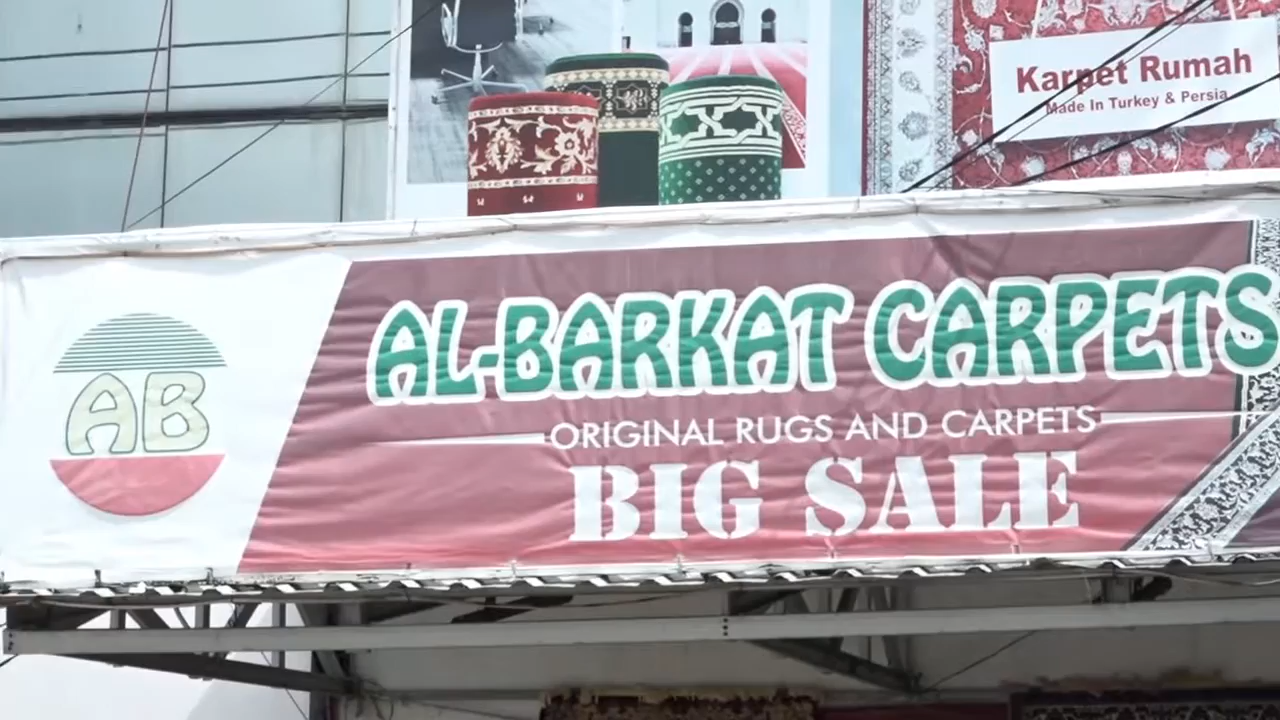 Karpet Rumah
Made In Turkey & Persia
AB
AL-BARKAT CARPETS
ORIGINAL RUGS AND CARPETS
BIG SALE